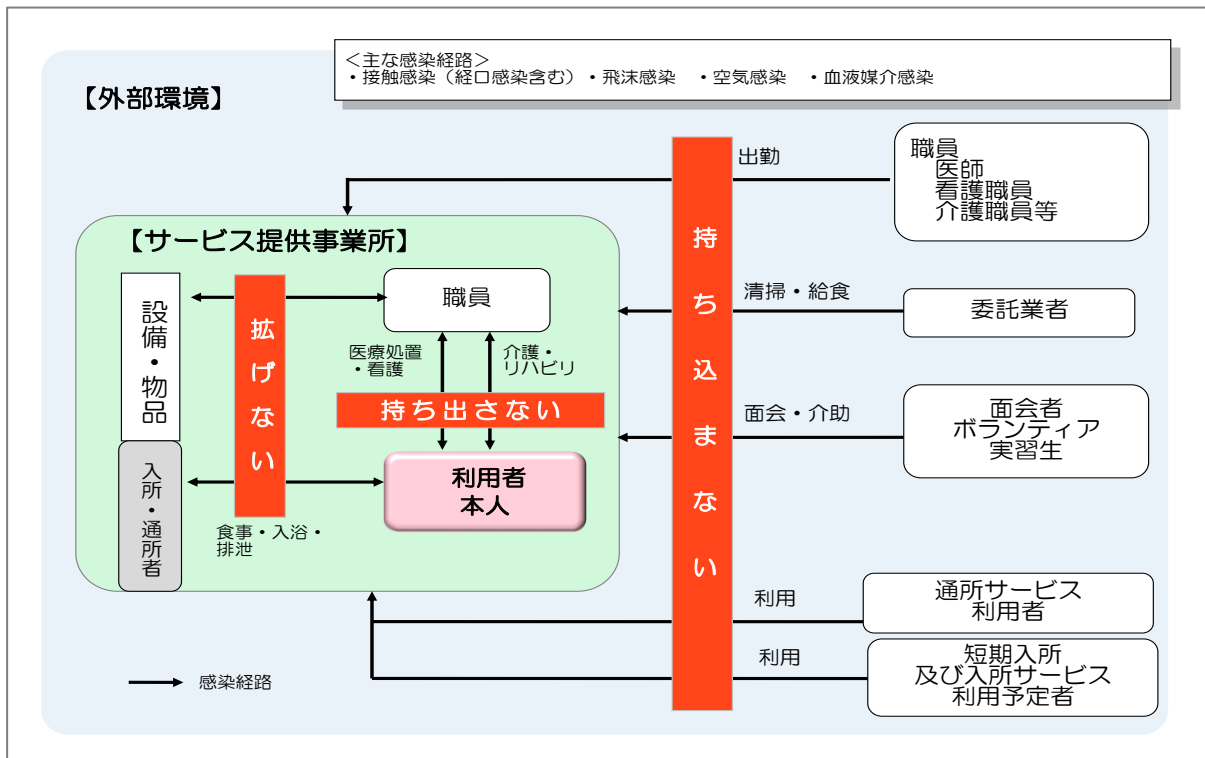 ＜主な感染経路＞
・接触感染（経口感染含む）・飛沫感染　・空気感染　・血液媒介感染
【外部環境】
出勤
職員
医師
看護職員
介護職員等
【サービス提供事業所】
設備・物品
拡げない
職員
医療処置
・看護
介護・
リハビリ
持ち出さない
入所・通所者
利用者
本人
食事・入浴・
排泄
持ち込まない
清掃・給食
委託業者
面会・介助
面会者
ボランティア
実習生
利用
通所サービス
利用者
利用
短期入所
及び入所サービス
利用予定者
感染経路